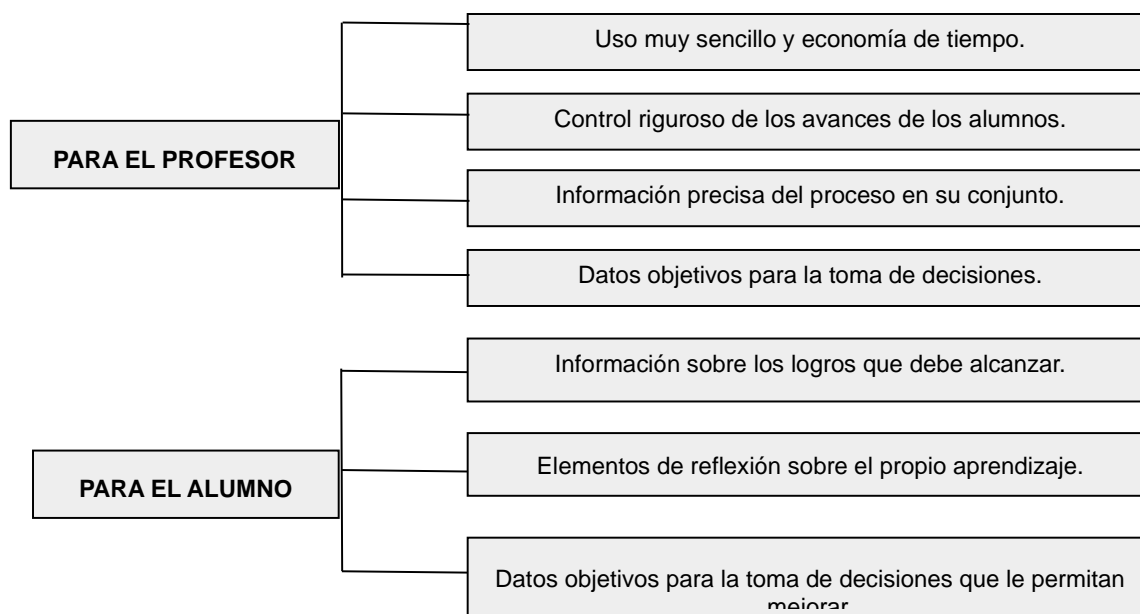 PARA EL PROFESOR
Uso muy sencillo y economía de tiempo.
Control riguroso de los avances de los alumnos.
Información precisa del proceso en su conjunto.
Datos objetivos para la toma de decisiones.
PARA EL ALUMNO
Información sobre los logros que debe alcanzar.
Elementos de reflexión sobre el propio aprendizaje.
Datos objetivos para la toma de decisiones que le permitan
mejorar